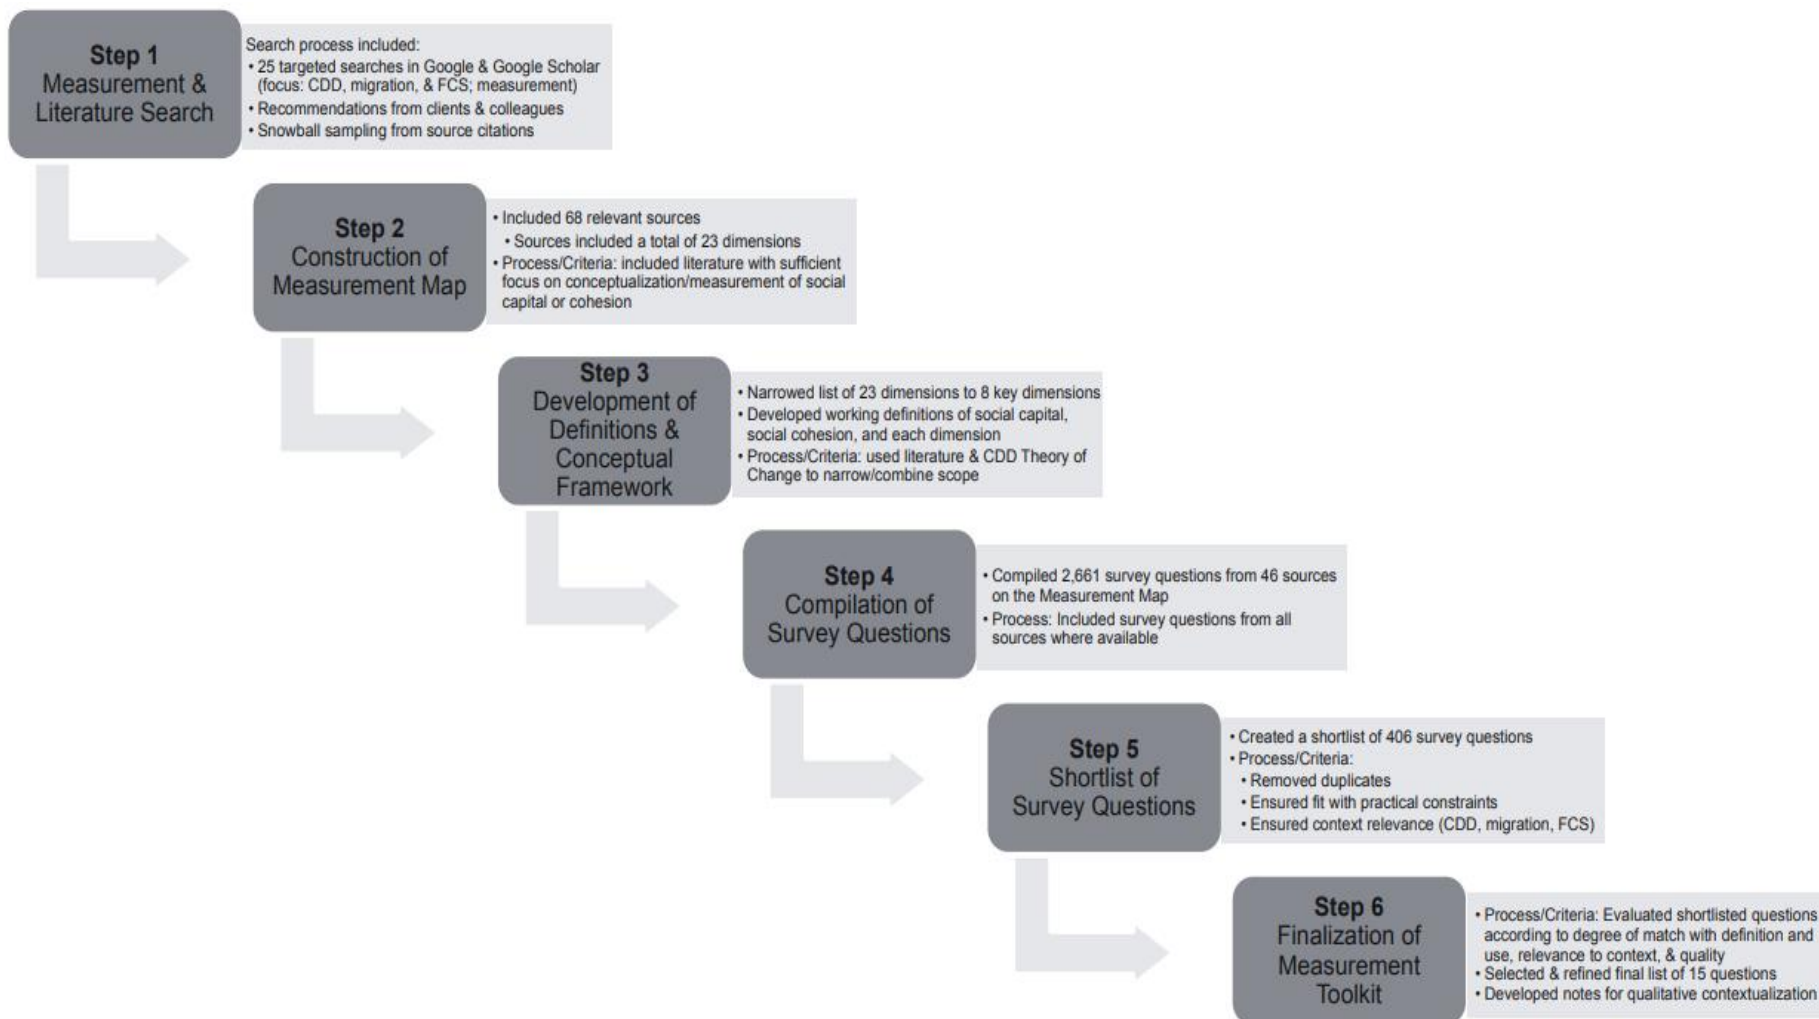 Step 1
Measurement &
Literature Search
Search process included:
• 25 targeted searches in Google & Google Scholar
(focus: CDD, migration, & FCS; measurement)
• Recommendations from clients & colleagues
• Snowball sampling from source citations
Step 2
Construction of
Measurement Map
• Included 68 relevant sources
• Sources included a total of 23 dimensions
• Process/Criteria: included literature with sufficient
focus on conceptualization/measurement of social
capital or cohesion
Step 3
Development of
Definitions &
Conceptual
Framework
• Narrowed list of 23 dimensions to 8 key dimensions
• Developed working definitions of social capital,
social cohesion, and each dimension
• Process/Criteria: used literature & CDD Theory of
Change to narrow/combine scope
Step 4
Compilation of
Survey Questions
• Compiled 2,661 survey questions from 46 sources
on the Measurement Map
• Process: Included survey questions from all
sources where available
Step 5
Shortlist of
Survey Questions
• Created a shortlist of 406 survey questions
• Process/Criteria:
• Removed duplicates
• Ensured fit with practical constraints
• Ensured context relevance (CDD, migration, FCS)
Step 6
Finalization of
Measurement
Toolkit
• Process/Criteria: Evaluated shortlisted questions
according to degree of match with definition and
use, relevance to context, & quality
• Selected & refined final list of 15 questions
• Developed notes for qualitative contextualization